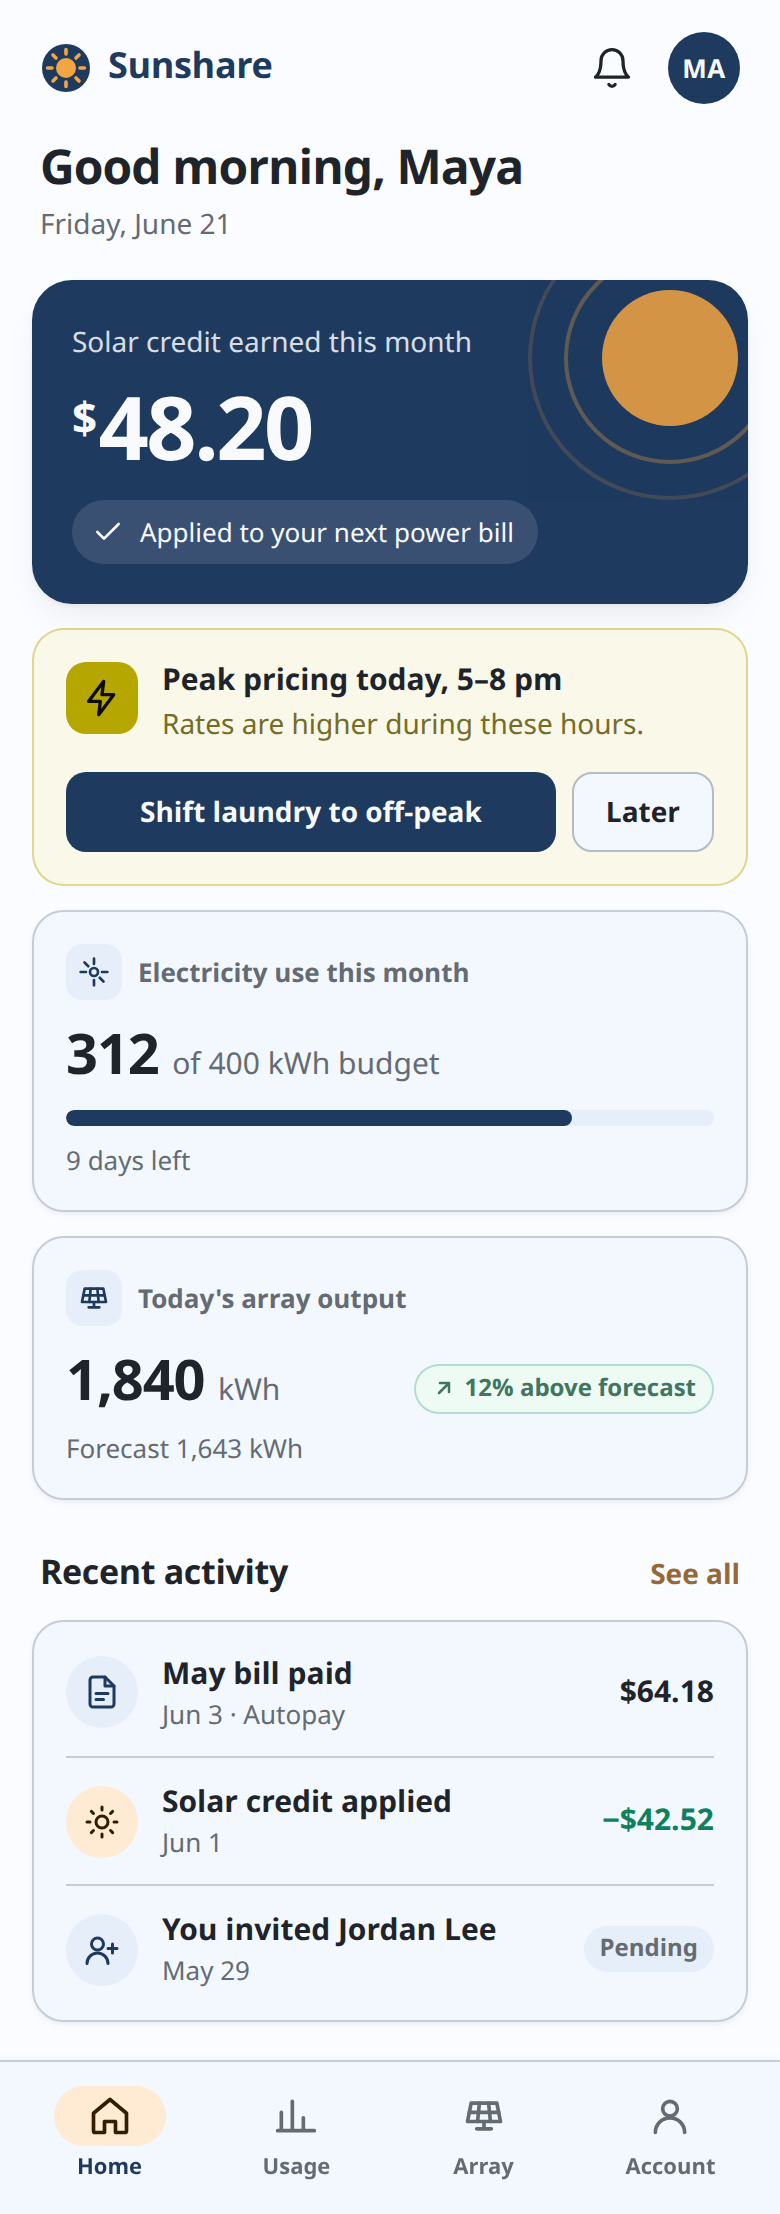 Sunshare
MA
Good morning, Maya
Friday, June 21
Solar credit earned this month
$48.20
Applied to your next power bill
Peak pricing today, 5–8 pm
Rates are higher during these hours.
Shift laundry to off-peak
Later
Electricity use this month
312 of 400 kWh budget
9 days left
Today's array output
1,840 kWh
12% above forecast
Forecast 1,643 kWh
Recent activity
See all
May bill paid
$64.18
Jun 3 · Autopay
Solar credit applied
−$42.52
Jun 1
You invited Jordan Lee
Pending
May 29
Home
Usage
Array
Account